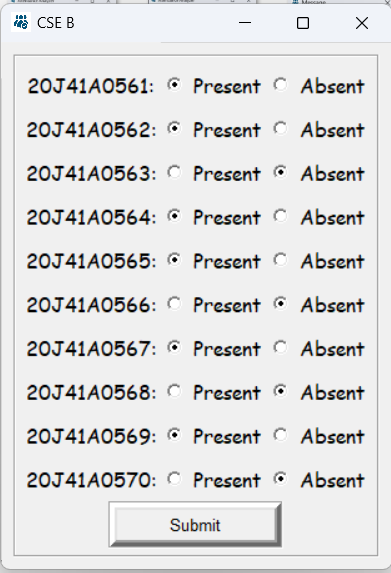 Message
CSE B
20J41A0561: Present Absent
20J41A0562: Present Absent
20J41A0563: Present Absent
20J41A0564: Present Absent
20J41A0565: Present Absent
20J41A0566: Present Absent
20J41A0567: Present Absent
20J41A0568: Present Absent
20J41A0569: Present Absent
20J41A0570: Present Absent
Submit